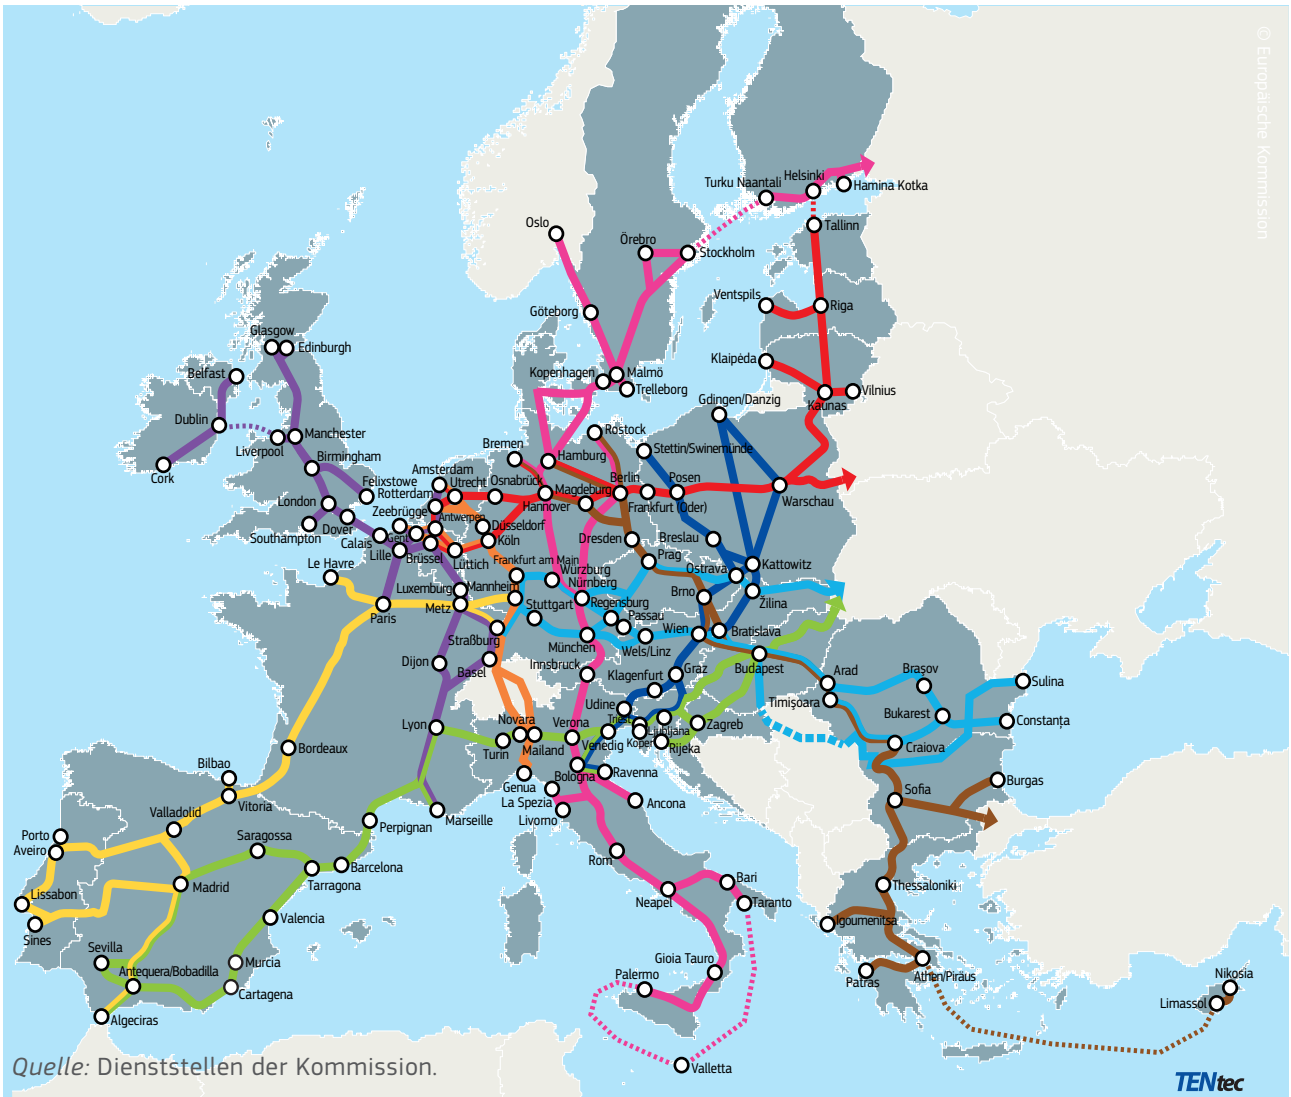 © Europäische Kommission
Helsinki
Turku Naantali
Hamina Kotka
Oslo
Tallinn
Örebro
Stockholm
Ventspils
Riga
Göteborg
Glasgow
Edinburgh
Klaipėda
Belfast
Kopenhagen
Malmö
Trelleborg
Vilnius
Gdingen/Danzig
Kaunas
Dublin
Rostock
Manchester
Liverpool
Bremen
Stettin/Swinemünde
Hamburg
Birmingham
Cork
Amsterdam
Felixstowe
Utrecht
Osnabrück
Berlin
Posen
Rotterdam
Magdeburg
London
Hannover
Frankfurt (Oder)
Warschau
Zeebrügge
Antwerpen
Düsseldorf
Dover
Southampton
Calais
Gent
Köln
Dresden
Breslau
Lille
Brüssel
Lüttich
Prag
Le Havre
Frankfurt am Main
Würzburg
Ostrava
Kattowitz
Luxemburg
Mannheim
Nürnberg
Brno
Žilina
Metz
Stuttgart
Regensburg
Paris
Passau
Straßburg
Wien
Bratislava
München
Wels/Linz
Dijon
Basel
Innsbruck
Graz
Budapest
Klagenfurt
Arad
Brașov
Sulina
Timișoara
Udine
Bukarest
Constanța
Lyon
Novara
Verona
Triest
Ljubljana
Zagreb
Turin
Mailand
Venedig
Koper
Rijeka
Craiova
Bordeaux
Bilbao
Bologna
Ravenna
Genua
Burgas
Vitoria
La Spezia
Ancona
Sofia
Valladolid
Livorno
Marseille
Perpignan
Porto
Saragossa
Aveiro
Rom
Barcelona
Madrid
Tarragona
Bari
Thessaloniki
Lissabon
Neapel
Taranto
Valencia
Igoumenitsa
Sines
Sevilla
Murcia
Gioia Tauro
Antequera/Bobadilla
Palermo
Patras
Athen/Piräus
Nikosia
Cartagena
Limassol
Algeciras
Valletta
Quelle: Dienststellen der Kommission.
TENtec